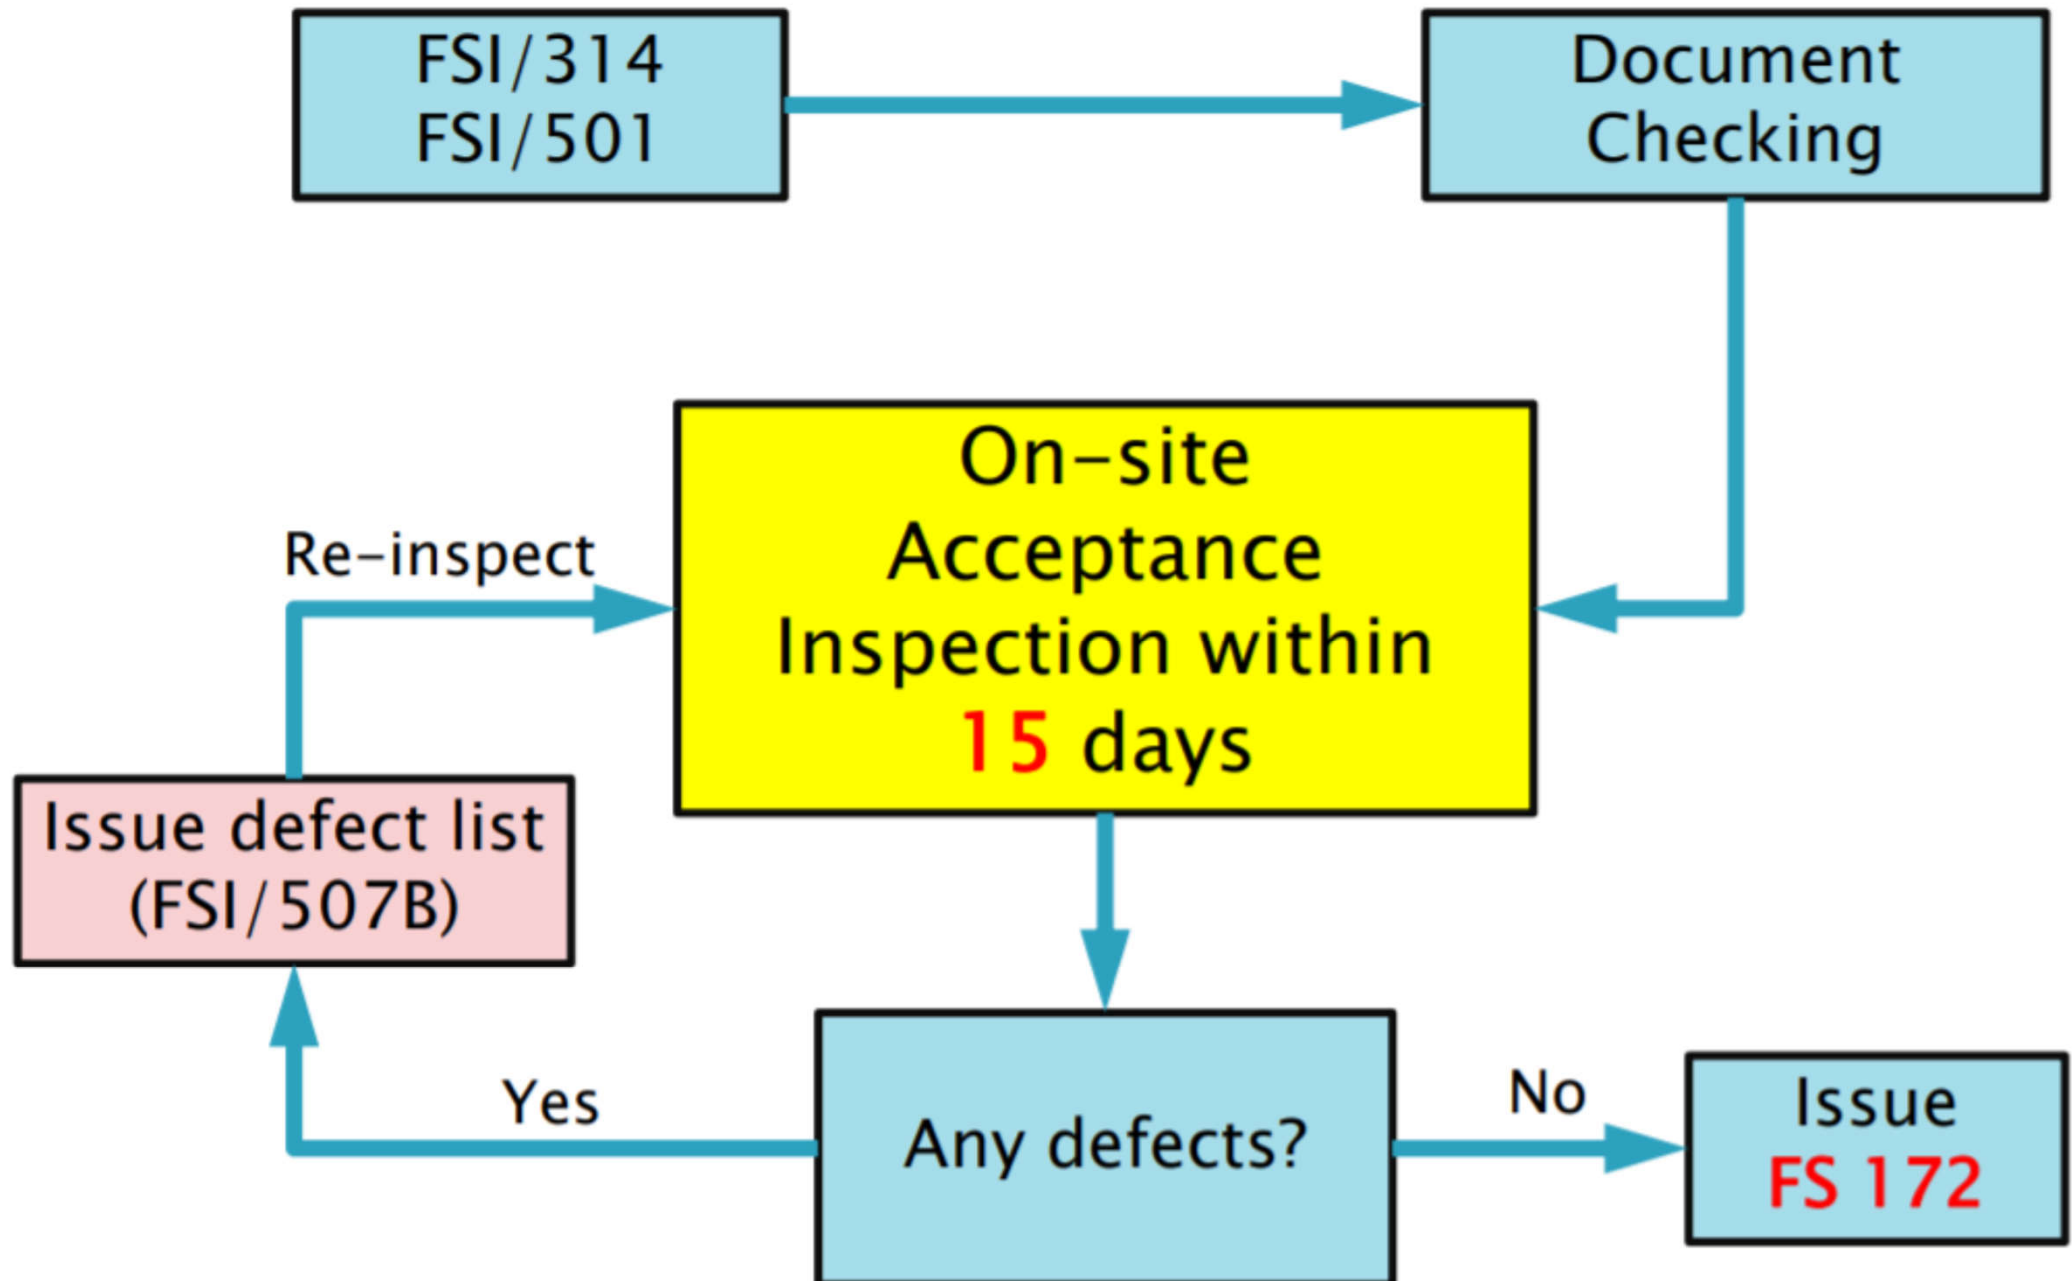 FSI/314
FSI/501
Document
Checking
On-site
Acceptance
Inspection within
15 days
Re-inspect
Issue defect list
(FSI/507B)
Yes
Any defects?
No
Issue
FS 172